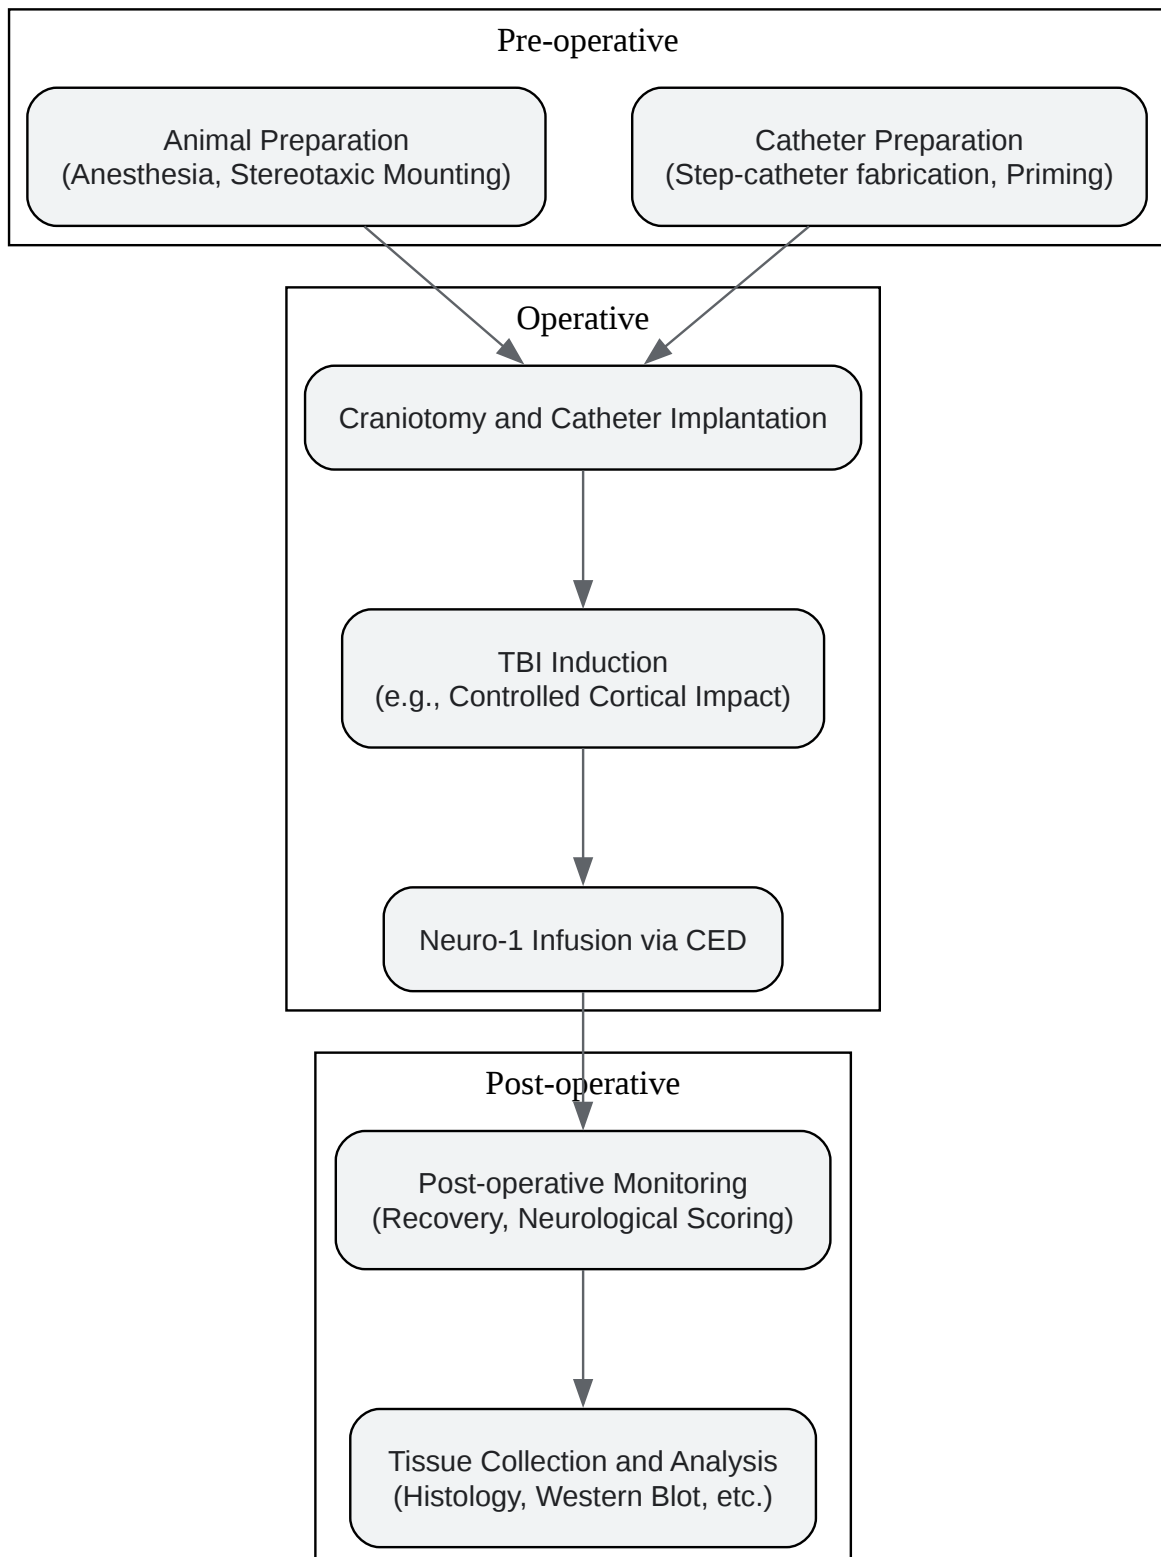 Pre-operative
Animal Preparation
(Anesthesia, Stereotaxic Mounting)
Catheter Preparation
(Step-catheter fabrication, Priming)
Operative
Craniotomy and Catheter Implantation
TBI Induction
(e.g., Controlled Cortical Impact)
Neuro-1 Infusion via CED
Post-operative
Post-operative Monitoring
(Recovery, Neurological Scoring)
Tissue Collection and Analysis
(Histology, Western Blot, etc.)